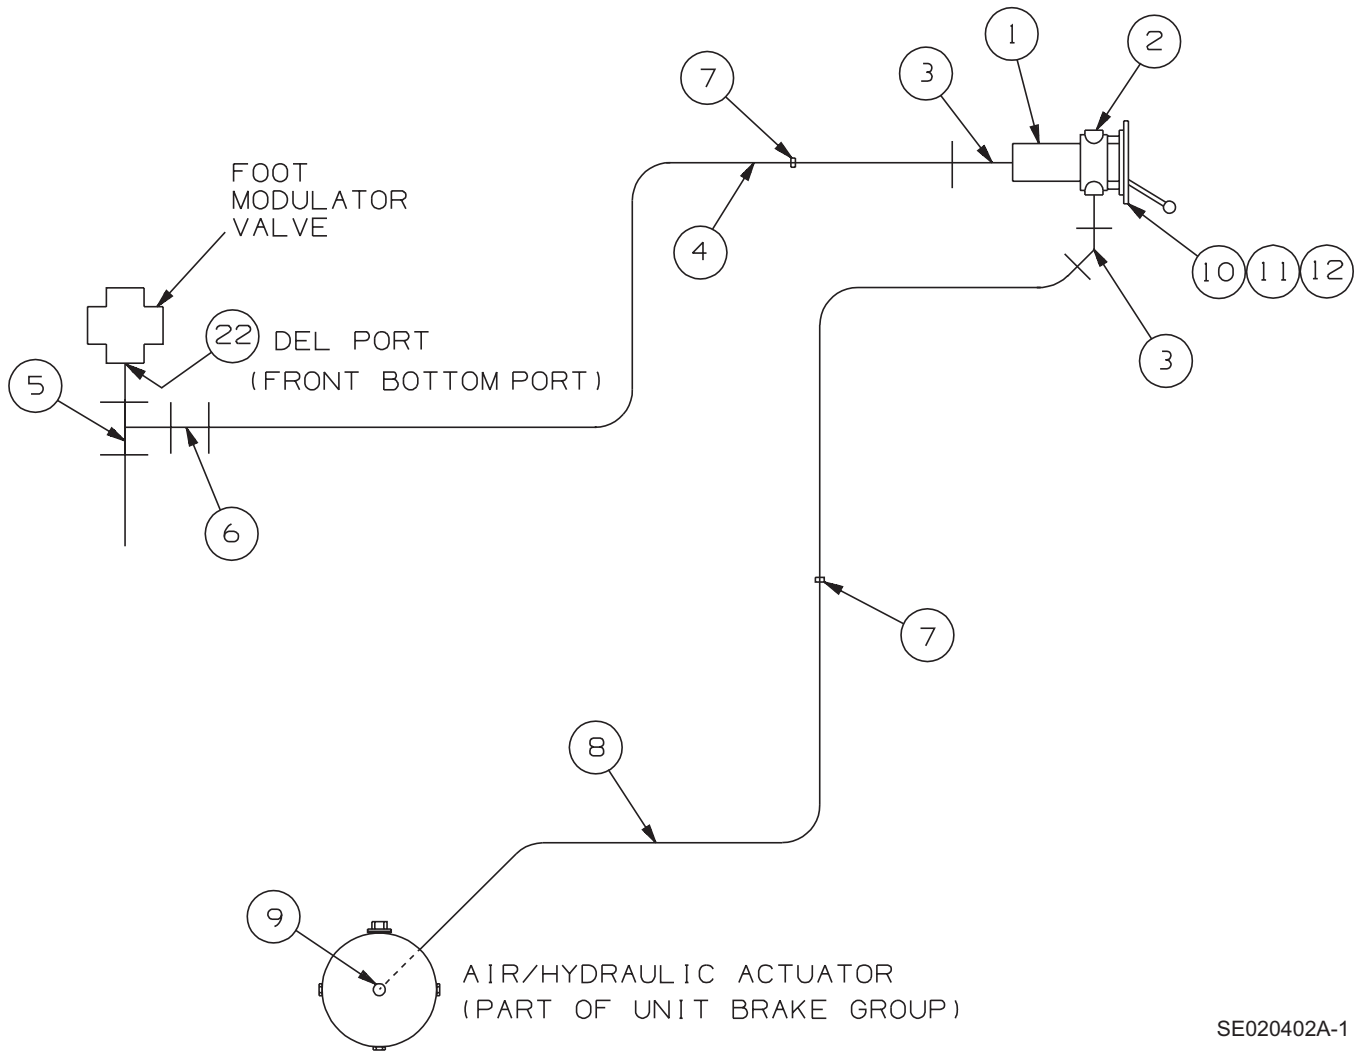 1
2
7
3
FOOT
MODULATOR
VALVE
4
10 11 12
22 DEL PORT
(FRONT BOTTOM PORT)
3
5
6
7
8
9
AIR/HYDRAULIC ACTUATOR
(PART OF UNIT BRAKE GROUP)
SE020402A-1